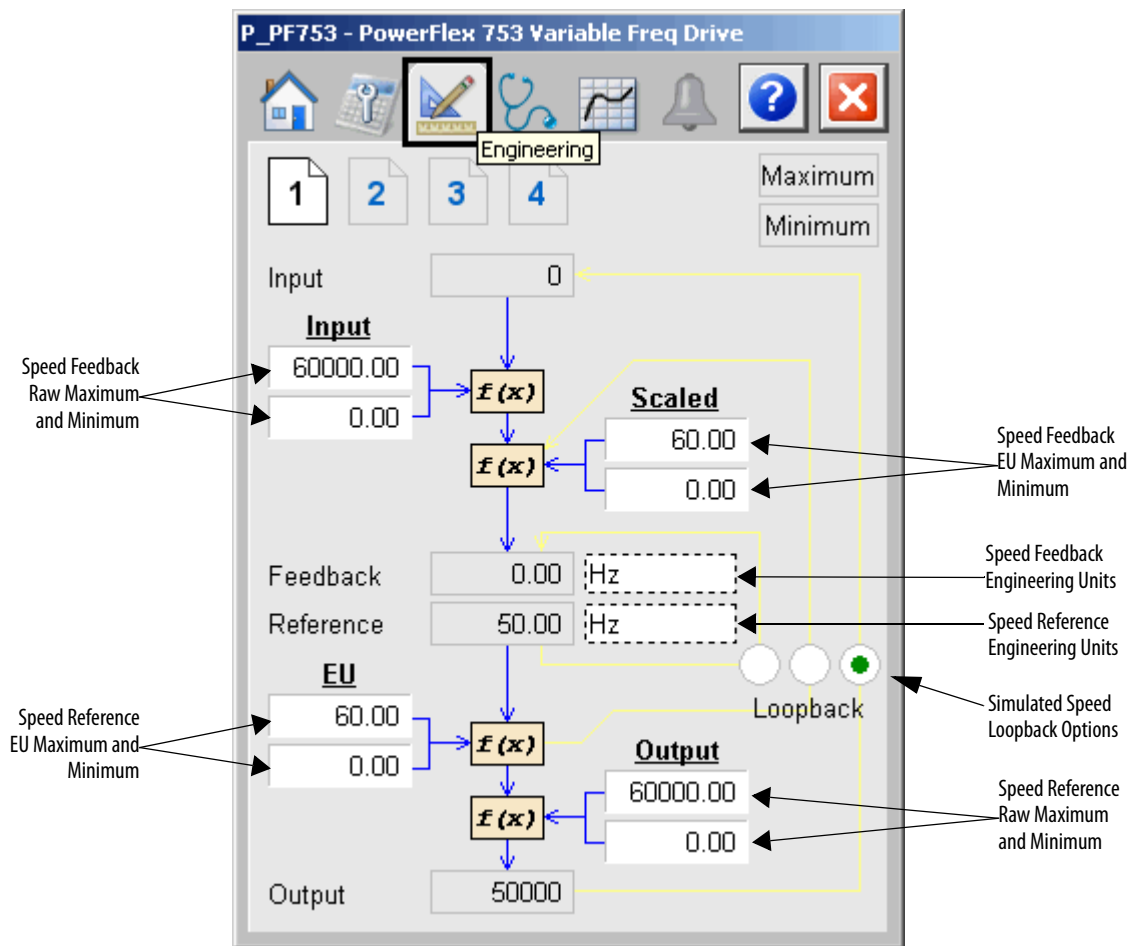 P_PF753 - PowerFlex 753 Variable Freq Drive
?
Engineering
1
2
3
4
Maximum
Minimum
Input
0
Input
60000.00
0.00
f(x)
f(x)
Scaled
60.00
0.00
Speed Feedback
Raw Maximum
and Minimum
Speed Feedback
EU Maximum and
Minimum
Feedback
0.00
Hz
Speed Feedback
Engineering Units
Reference
50.00
Hz
Speed Reference
Engineering Units
Loopback
Simulated Speed
Loopback Options
EU
60.00
0.00
Speed Reference
EU Maximum and
Minimum
f(x)
f(x)
Output
60000.00
0.00
Speed Reference
Raw Maximum
and Minimum
Output
50000